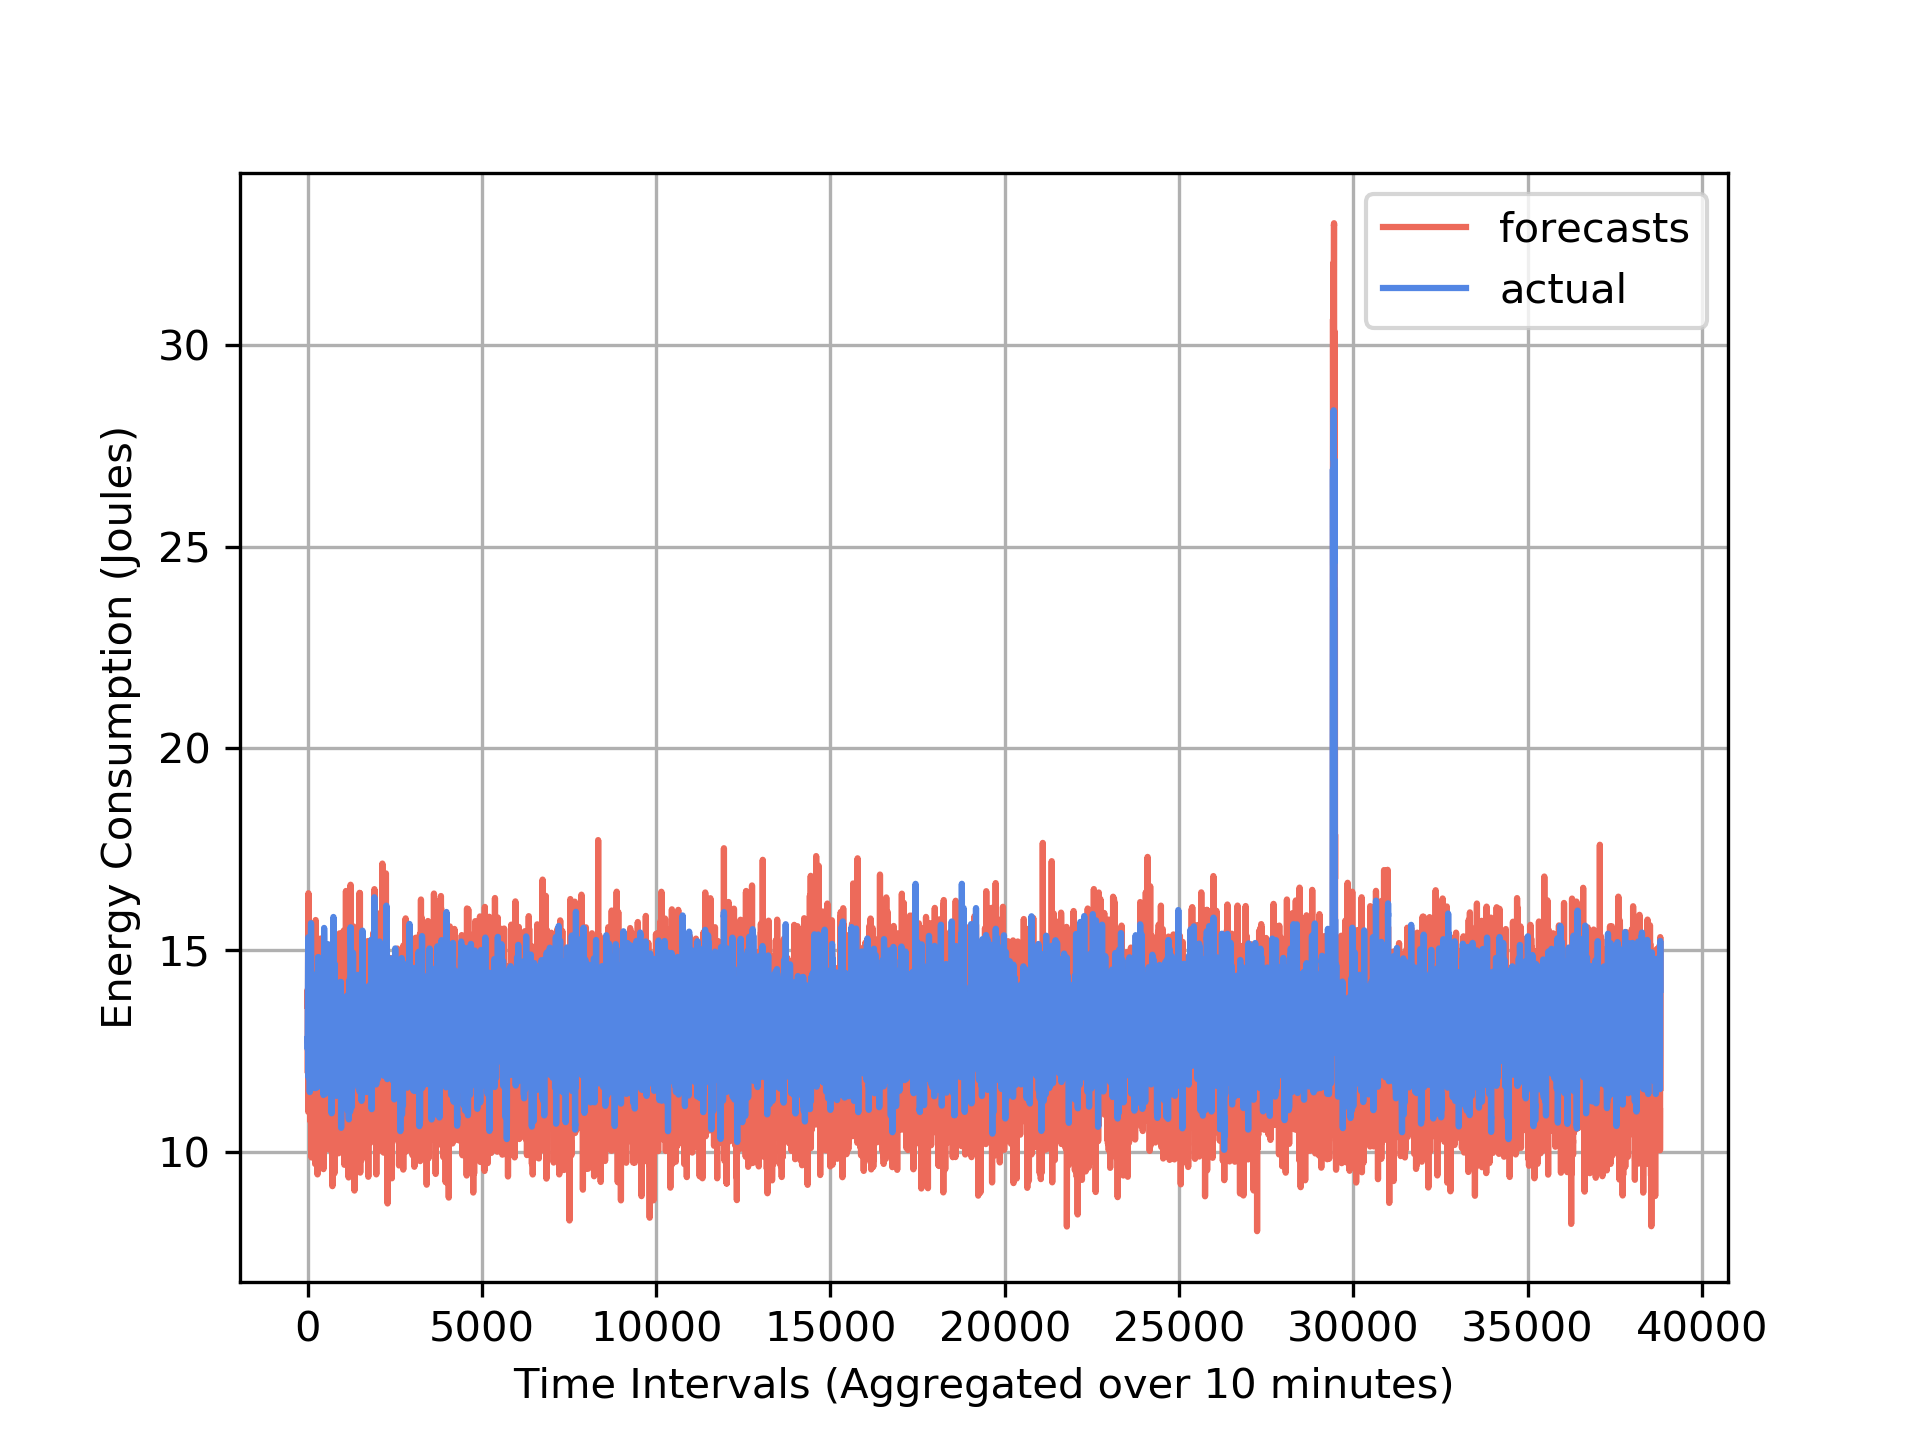 forecasts
actual
30
25
20
15
10
Energy Consumption (Joules)
0 5000 10000 15000 20000 25000 30000 35000 40000
Time Intervals (Aggregated over 10 minutes)